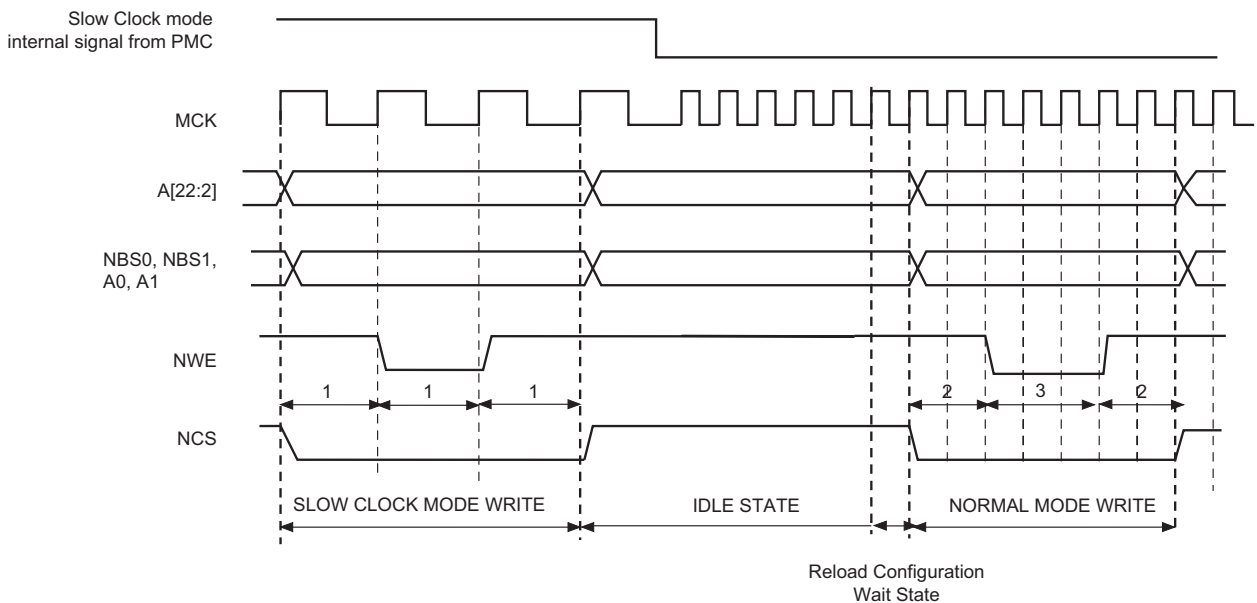 Slow Clock mode
internal signal from PMC
MCK
A[22:2]
NBS0, NBS1,
A0, A1
NWE
1 1 1 2 3 2
NCS
SLOW CLOCK MODE WRITE IDLE STATE NORMAL MODE WRITE
Reload Configuration
Wait State